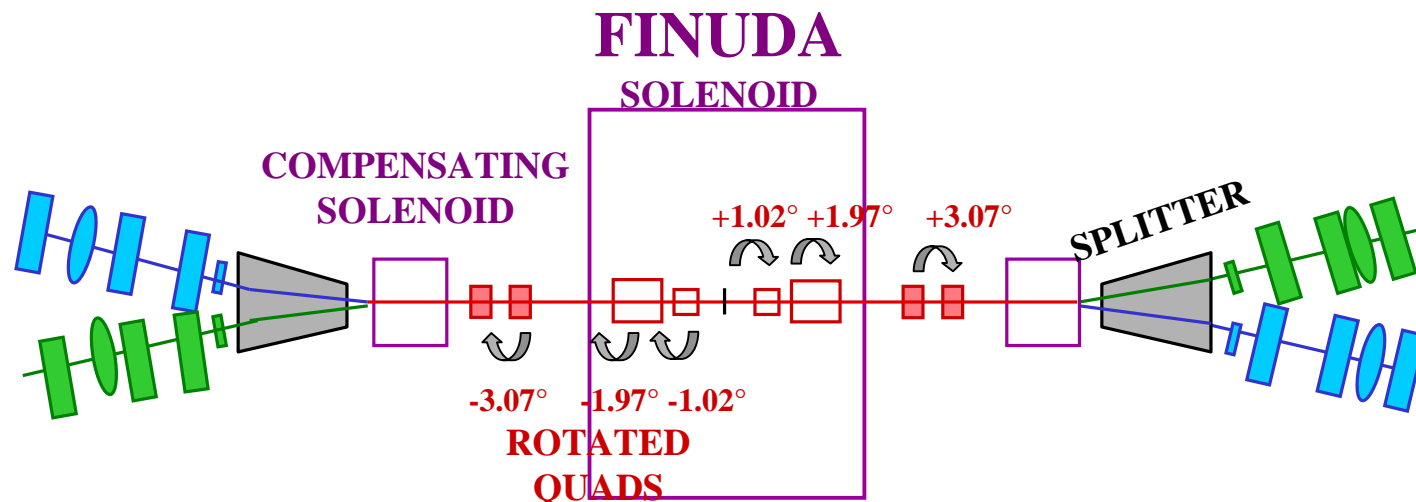 FINUDA
SOLENOID
COMPENSATING
SOLENOID
+1.02° +1.97° +3.07°
SPLITTER
-3.07° -1.97° -1.02°
ROTATED
QUADS